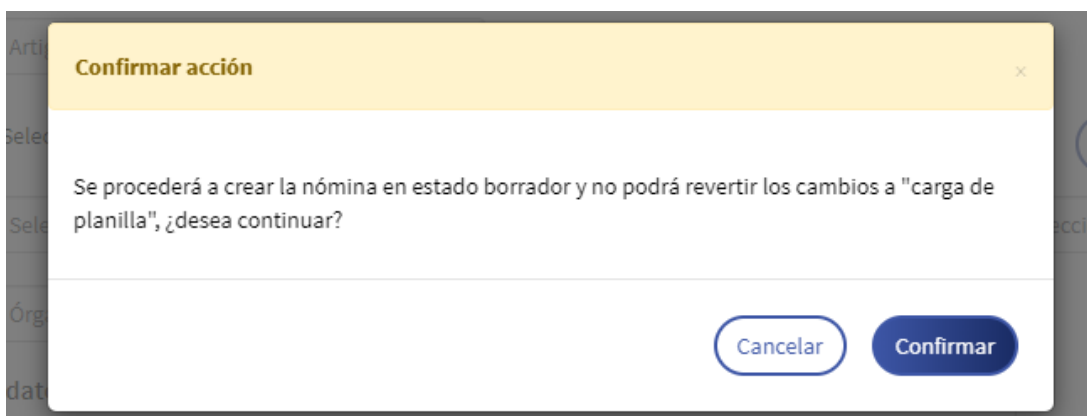 Confirmar acción
×
Se procederá a crear la nómina en estado borrador y no podrá revertir los cambios a "carga de
planilla", ¿desea continuar?
Cancelar
Confirmar